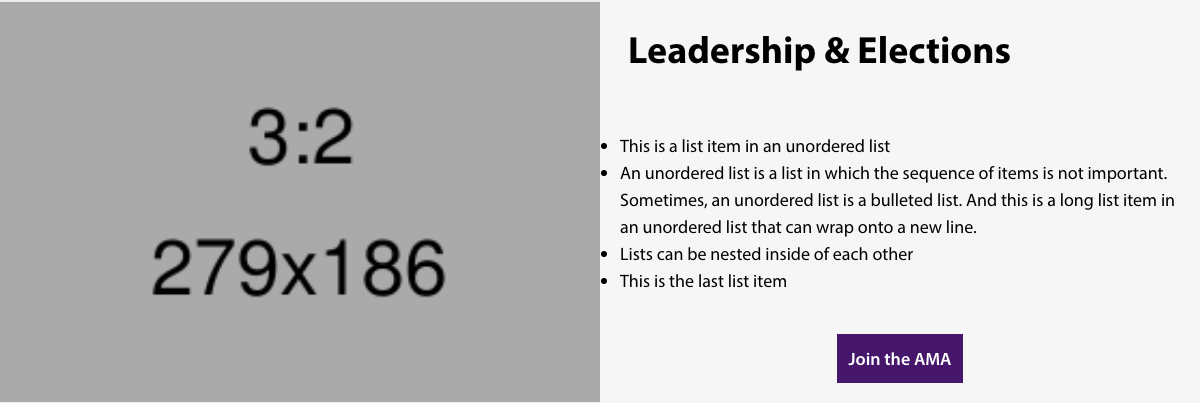 3:2
279x186
Leadership & Elections
• This is a list item in an unordered list
• An unordered list is a list in which the sequence of items is not important.
Sometimes, an unordered list is a bulleted list. And this is a long list item in
an unordered list that can wrap onto a new line.
• Lists can be nested inside of each other
• This is the last list item
Join the AMA